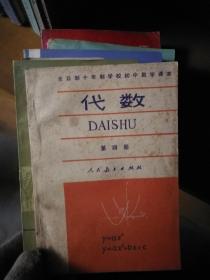 全日制十年制学校初中数学课本
代数
DAISHU
第四册
人民教育出版社
y=ax²
y=ax²+bx+c